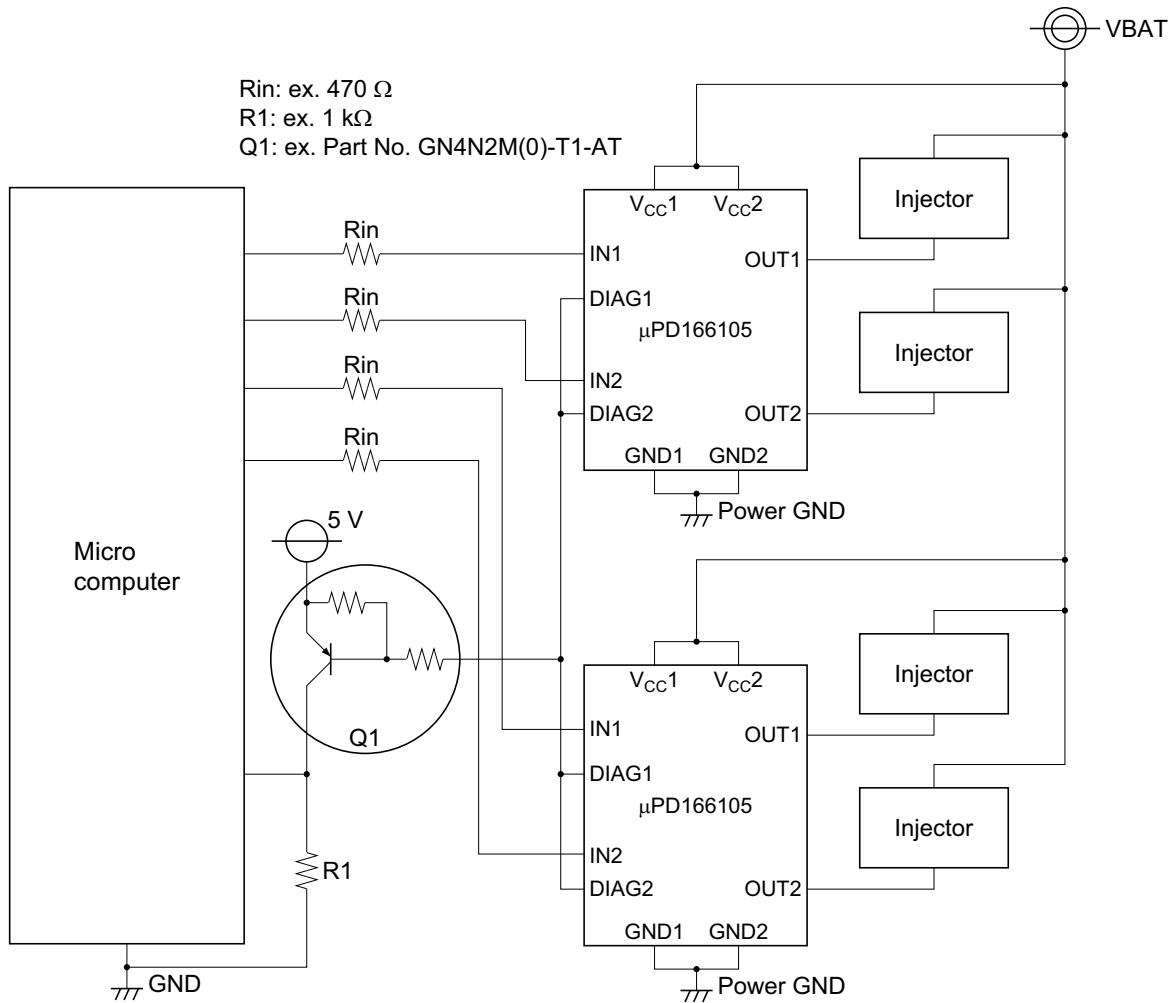 VBAT
Rin: ex. 470 Ω
R1: ex. 1 kΩ
Q1: ex. Part No. GN4N2M(0)-T1-AT
VCC1 VCC2
Injector
Rin
IN1
OUT1
Rin
DIAG1
μPD166105
Injector
Rin
IN2
DIAG2
OUT2
Rin
GND1 GND2
Power GND
5 V
Micro
computer
VCC1 VCC2
Injector
Q1
IN1
OUT1
DIAG1
μPD166105
Injector
R1
IN2
DIAG2
OUT2
GND1 GND2
GND
Power GND